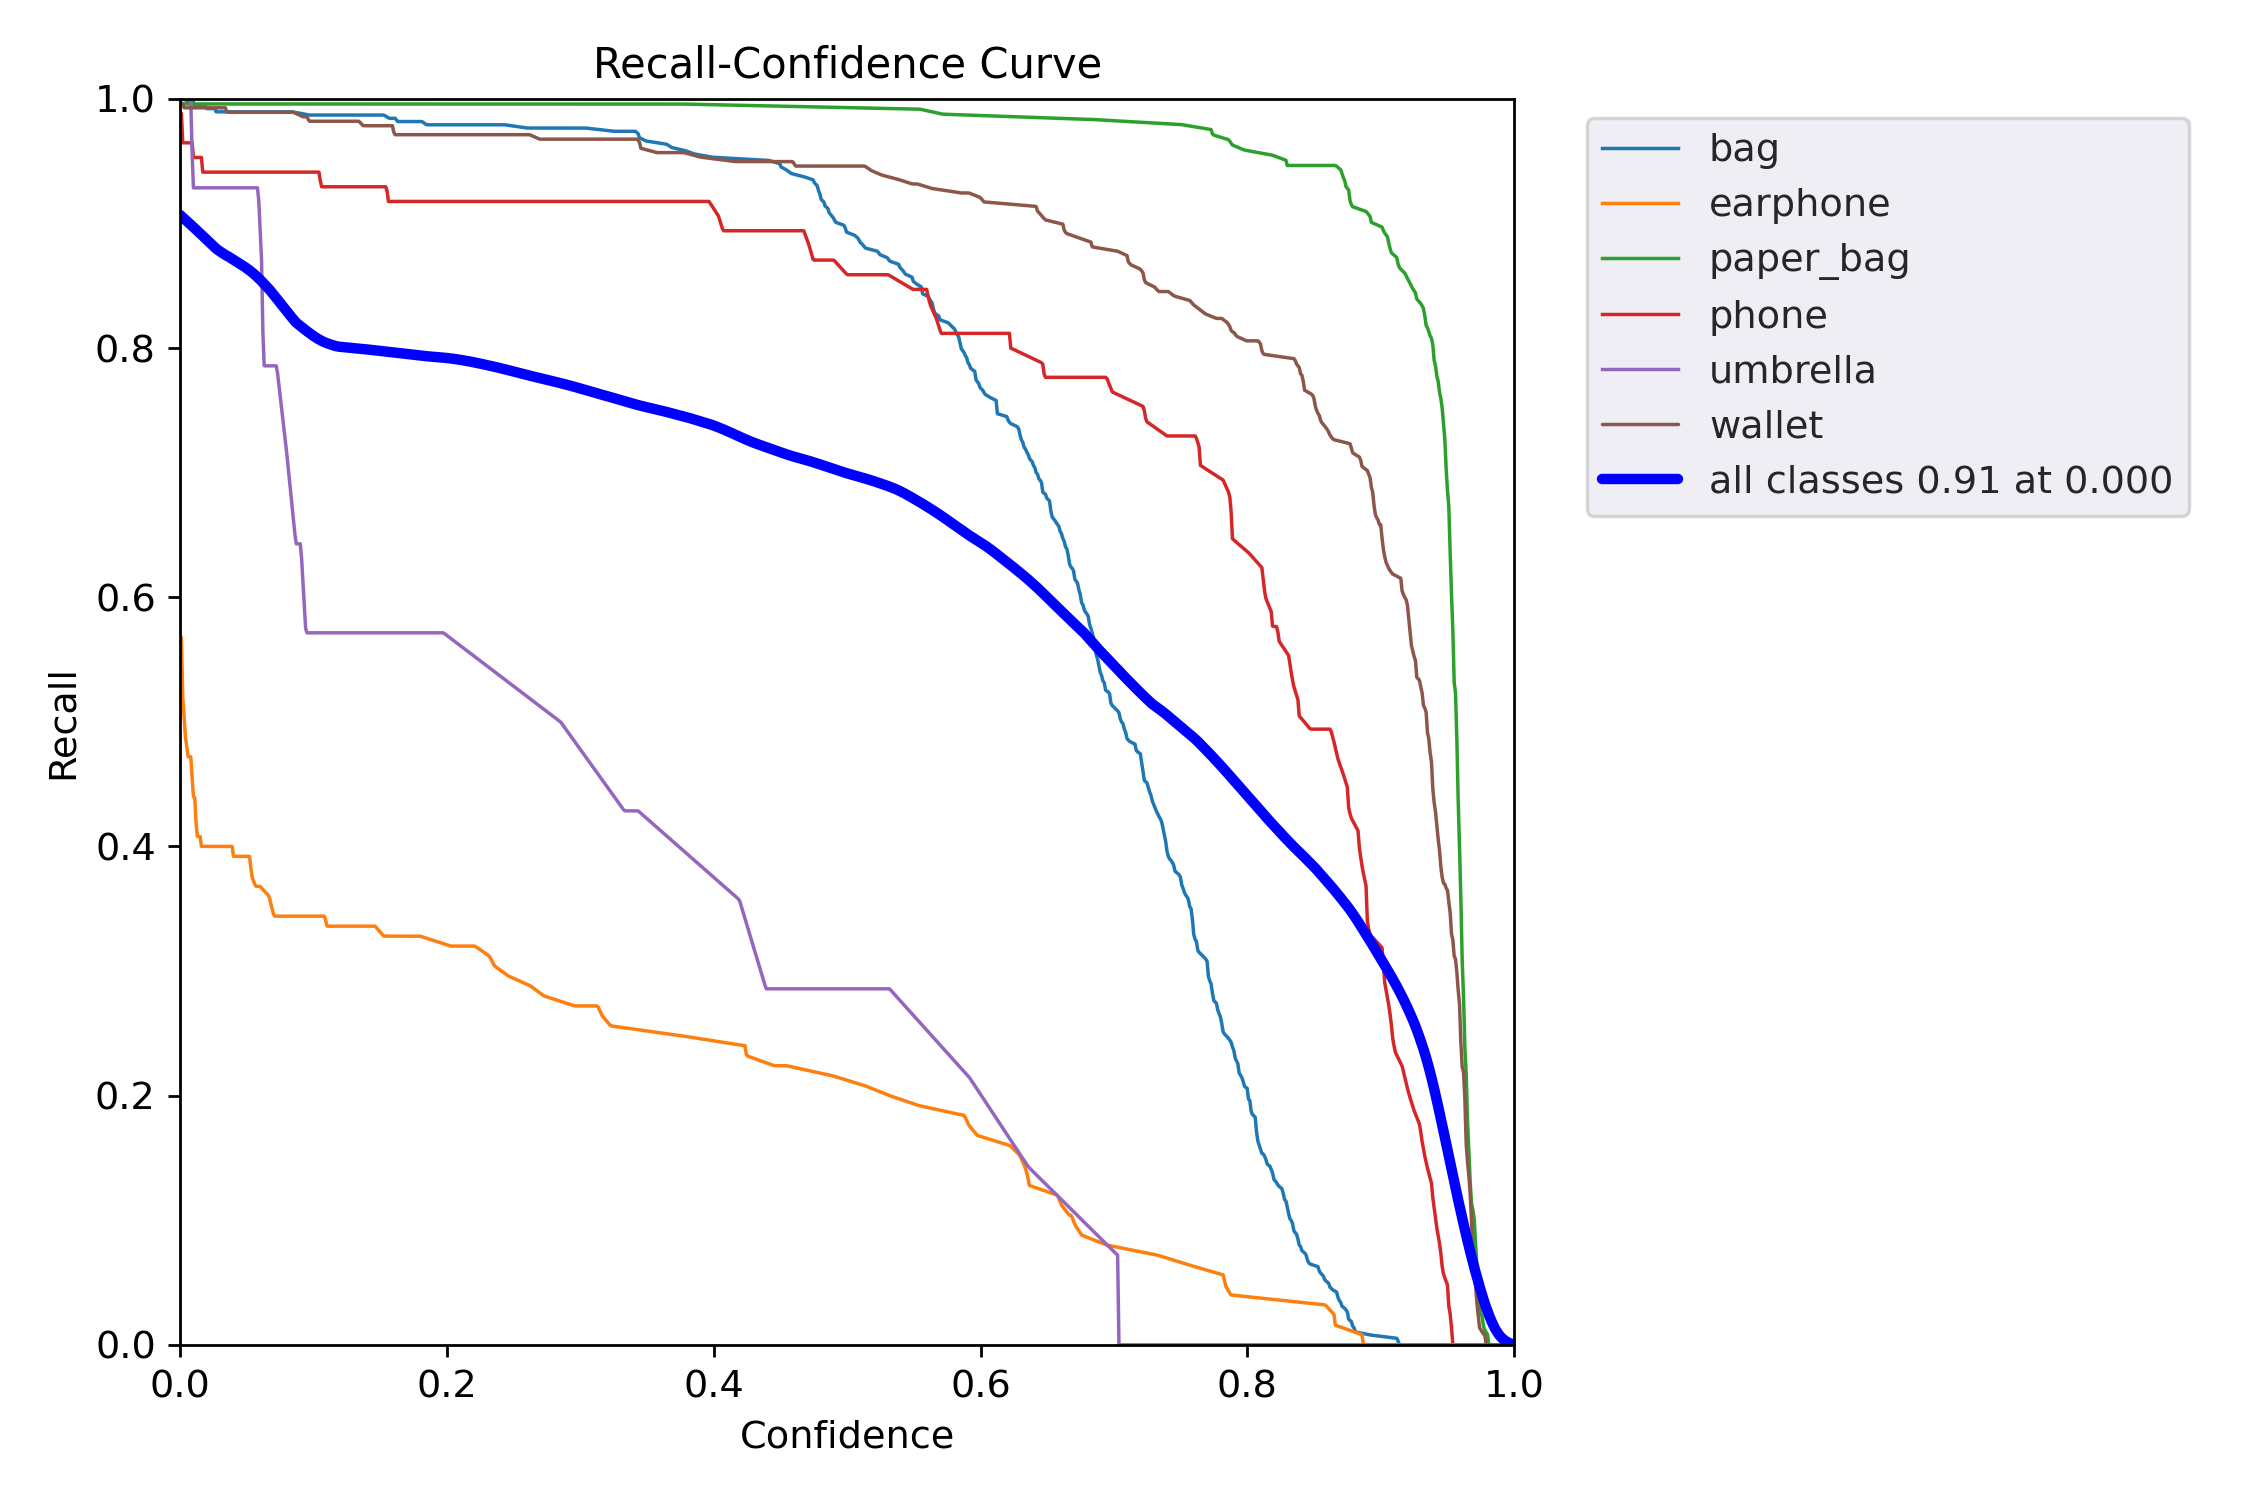 Recall-Confidence Curve
1.0
0.8
0.6
0.4
0.2
0.0
Recall
0.0 0.2 0.4 0.6 0.8 1.0
Confidence
bag
earphone
paper_bag
phone
umbrella
wallet
all classes 0.91 at 0.000